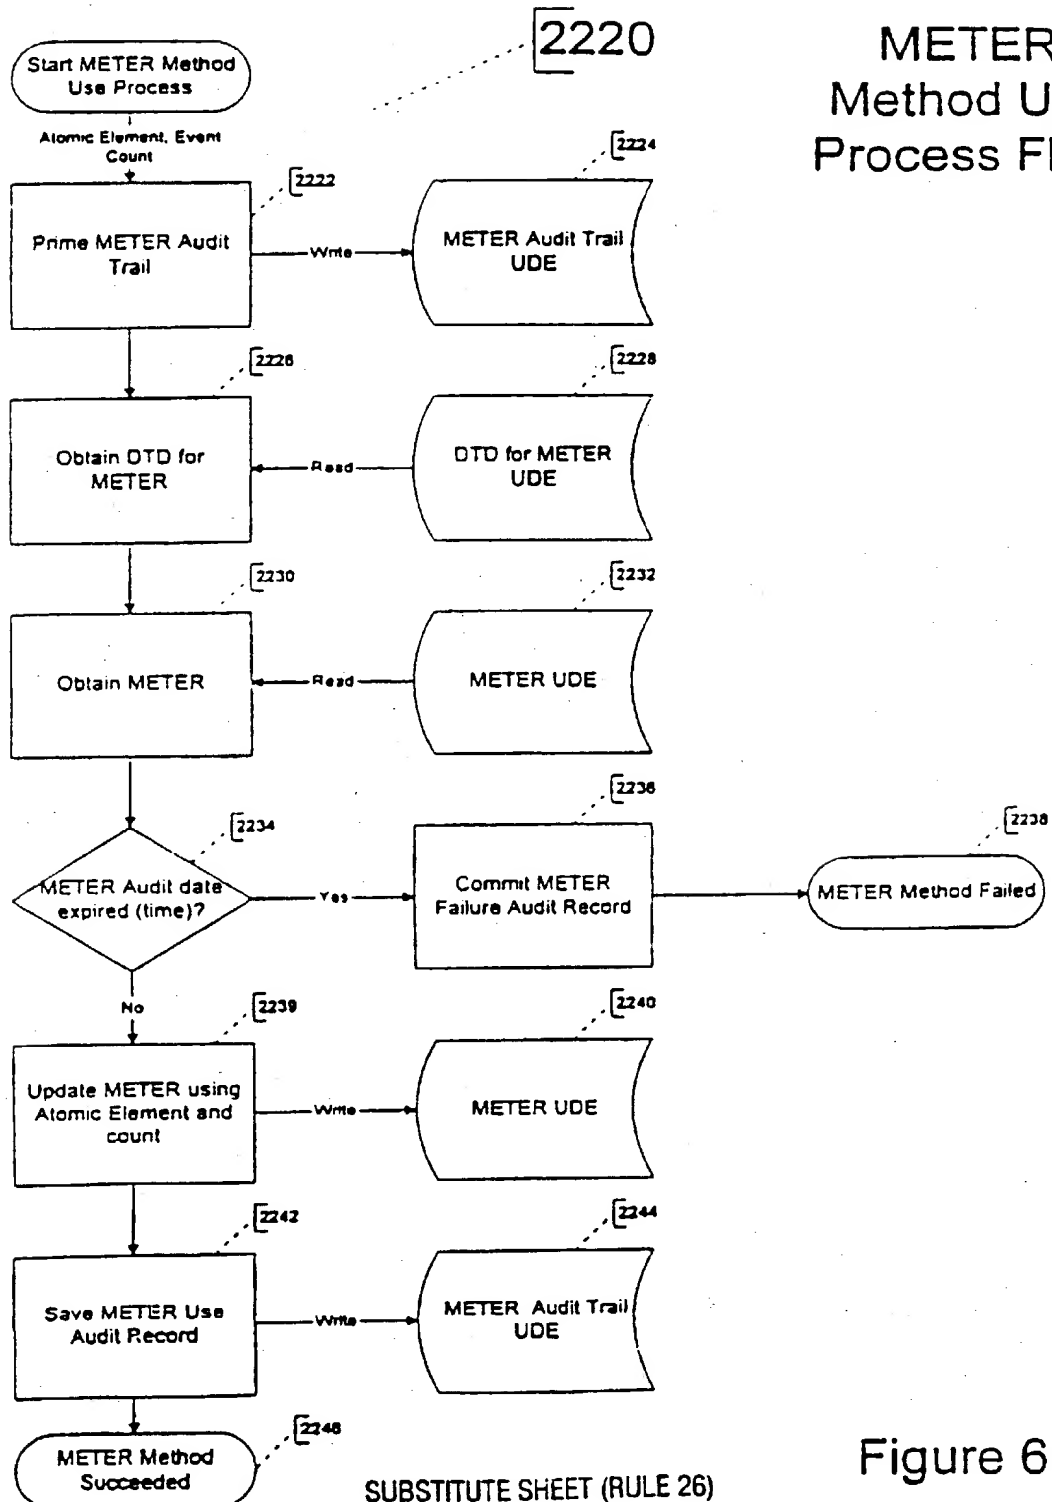 2220
METER
Method U
Process Fl
Start METER Method
Use Process
Atomic Element, Event
Count
2222
2224
Prime METER Audit
Trail
Write
METER Audit Trail
UDE
2226
2228
Obtain DTD for
METER
Read
DTD for METER
UDE
2230
2232
Obtain METER
Read
METER UDE
2234
2236
2238
METER Audit date
expired (time)?
Yes
Commit METER
Failure Audit Record
METER Method Failed
No
2239
2240
Update METER using
Atomic Element and
count
Write
METER UDE
2242
2244
Save METER Use
Audit Record
Write
METER Audit Trail
UDE
2246
METER Method
Succeeded
SUBSTITUTE SHEET (RULE 26)
Figure 6